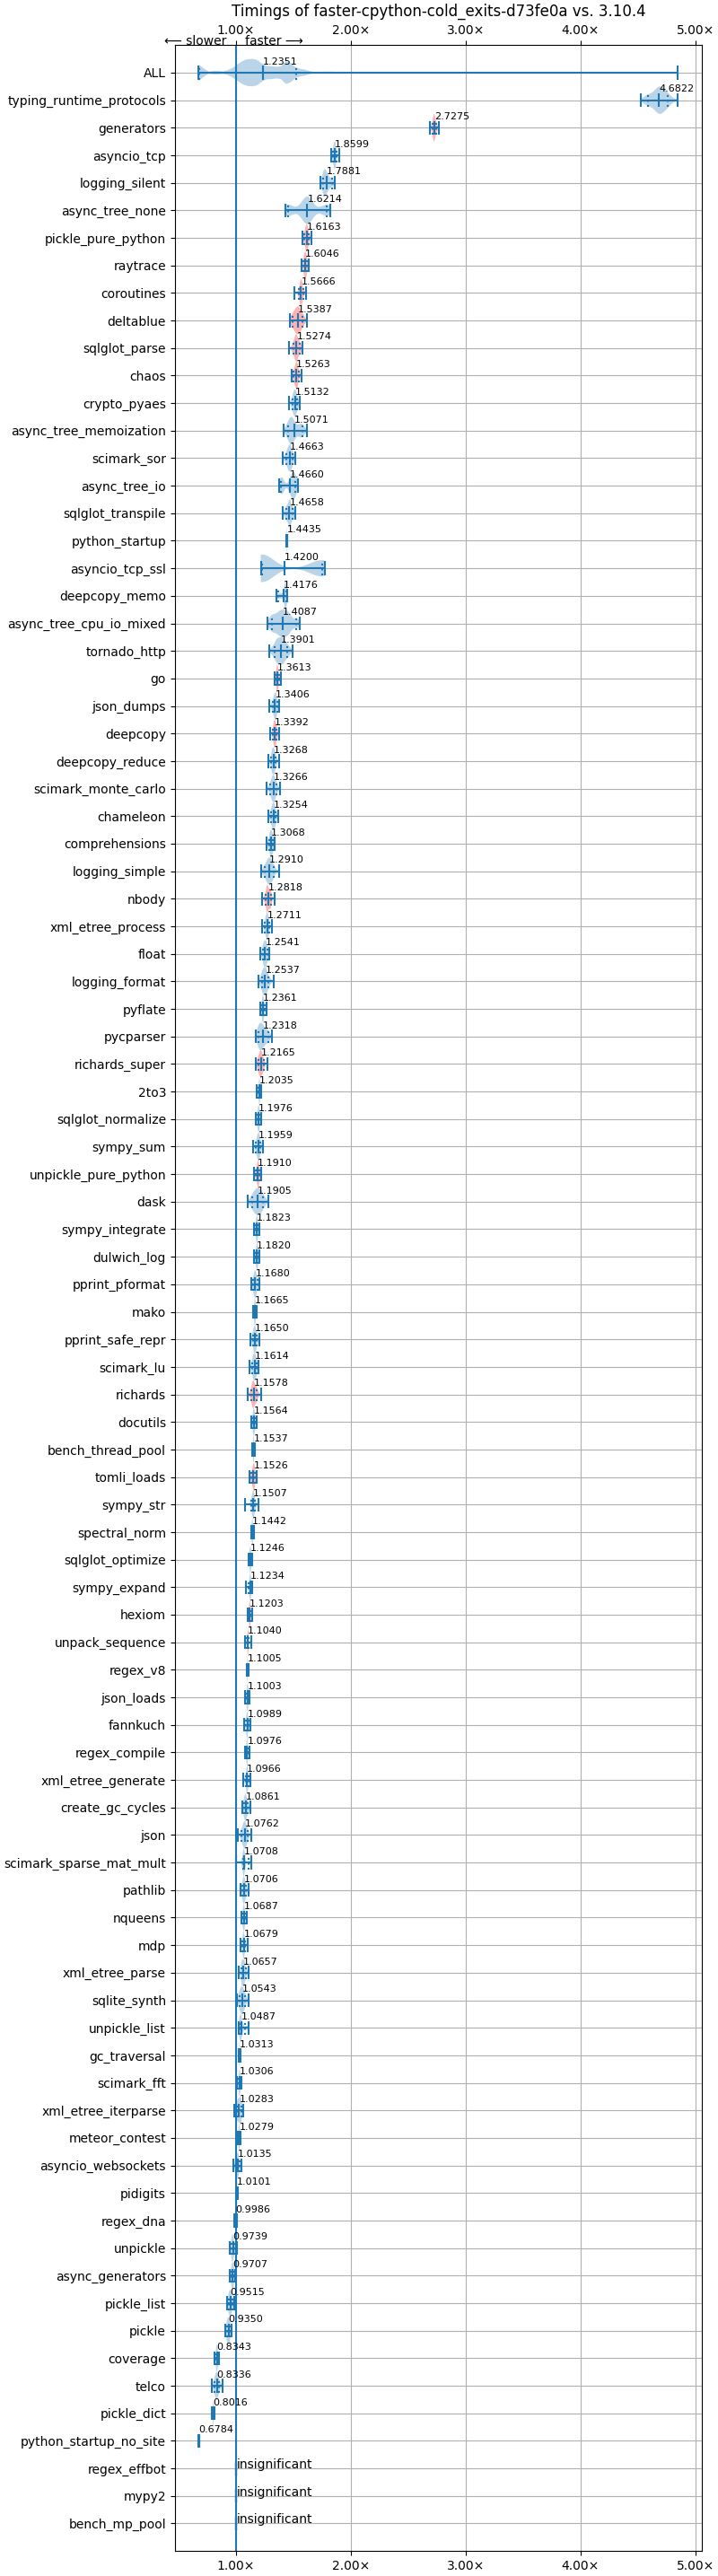 Timings of faster-cpython-cold_exits-d73fe0a vs. 3.10.4
1.00× 2.00× 3.00× 4.00× 5.00×
⟵ slower faster ⟶
ALL 1.2351
typing_runtime_protocols 4.6822
generators 2.7275
asyncio_tcp 1.8599
logging_silent 1.7881
async_tree_none 1.6214
pickle_pure_python 1.6163
raytrace 1.6046
coroutines 1.5666
deltablue 1.5387
sqlglot_parse 1.5274
chaos 1.5263
crypto_pyaes 1.5132
async_tree_memoization 1.5071
scimark_sor 1.4663
async_tree_io 1.4660
sqlglot_transpile 1.4658
python_startup 1.4435
asyncio_tcp_ssl 1.4200
deepcopy_memo 1.4176
async_tree_cpu_io_mixed 1.4087
tornado_http 1.3901
go 1.3613
json_dumps 1.3406
deepcopy 1.3392
deepcopy_reduce 1.3268
scimark_monte_carlo 1.3266
chameleon 1.3254
comprehensions 1.3068
logging_simple 1.2910
nbody 1.2818
xml_etree_process 1.2711
float 1.2541
logging_format 1.2537
pyflate 1.2361
pycparser 1.2318
richards_super 1.2165
2to3 1.2035
sqlglot_normalize 1.1976
sympy_sum 1.1959
unpickle_pure_python 1.1910
dask 1.1905
sympy_integrate 1.1823
dulwich_log 1.1820
pprint_pformat 1.1680
mako 1.1665
pprint_safe_repr 1.1650
scimark_lu 1.1614
richards 1.1578
docutils 1.1564
bench_thread_pool 1.1537
tomli_loads 1.1526
sympy_str 1.1507
spectral_norm 1.1442
sqlglot_optimize 1.1246
sympy_expand 1.1234
hexiom 1.1203
unpack_sequence 1.1040
regex_v8 1.1005
json_loads 1.1003
fannkuch 1.0989
regex_compile 1.0976
xml_etree_generate 1.0966
create_gc_cycles 1.0861
json 1.0762
scimark_sparse_mat_mult 1.0708
pathlib 1.0706
nqueens 1.0687
mdp 1.0679
xml_etree_parse 1.0657
sqlite_synth 1.0543
unpickle_list 1.0487
gc_traversal 1.0313
scimark_fft 1.0306
xml_etree_iterparse 1.0283
meteor_contest 1.0279
asyncio_websockets 1.0135
pidigits 1.0101
regex_dna 0.9986
unpickle 0.9739
async_generators 0.9707
pickle_list 0.9515
pickle 0.9350
coverage 0.8343
telco 0.8336
pickle_dict 0.8016
python_startup_no_site 0.6784
regex_effbot insignificant
mypy2 insignificant
bench_mp_pool insignificant
1.00× 2.00× 3.00× 4.00× 5.00×